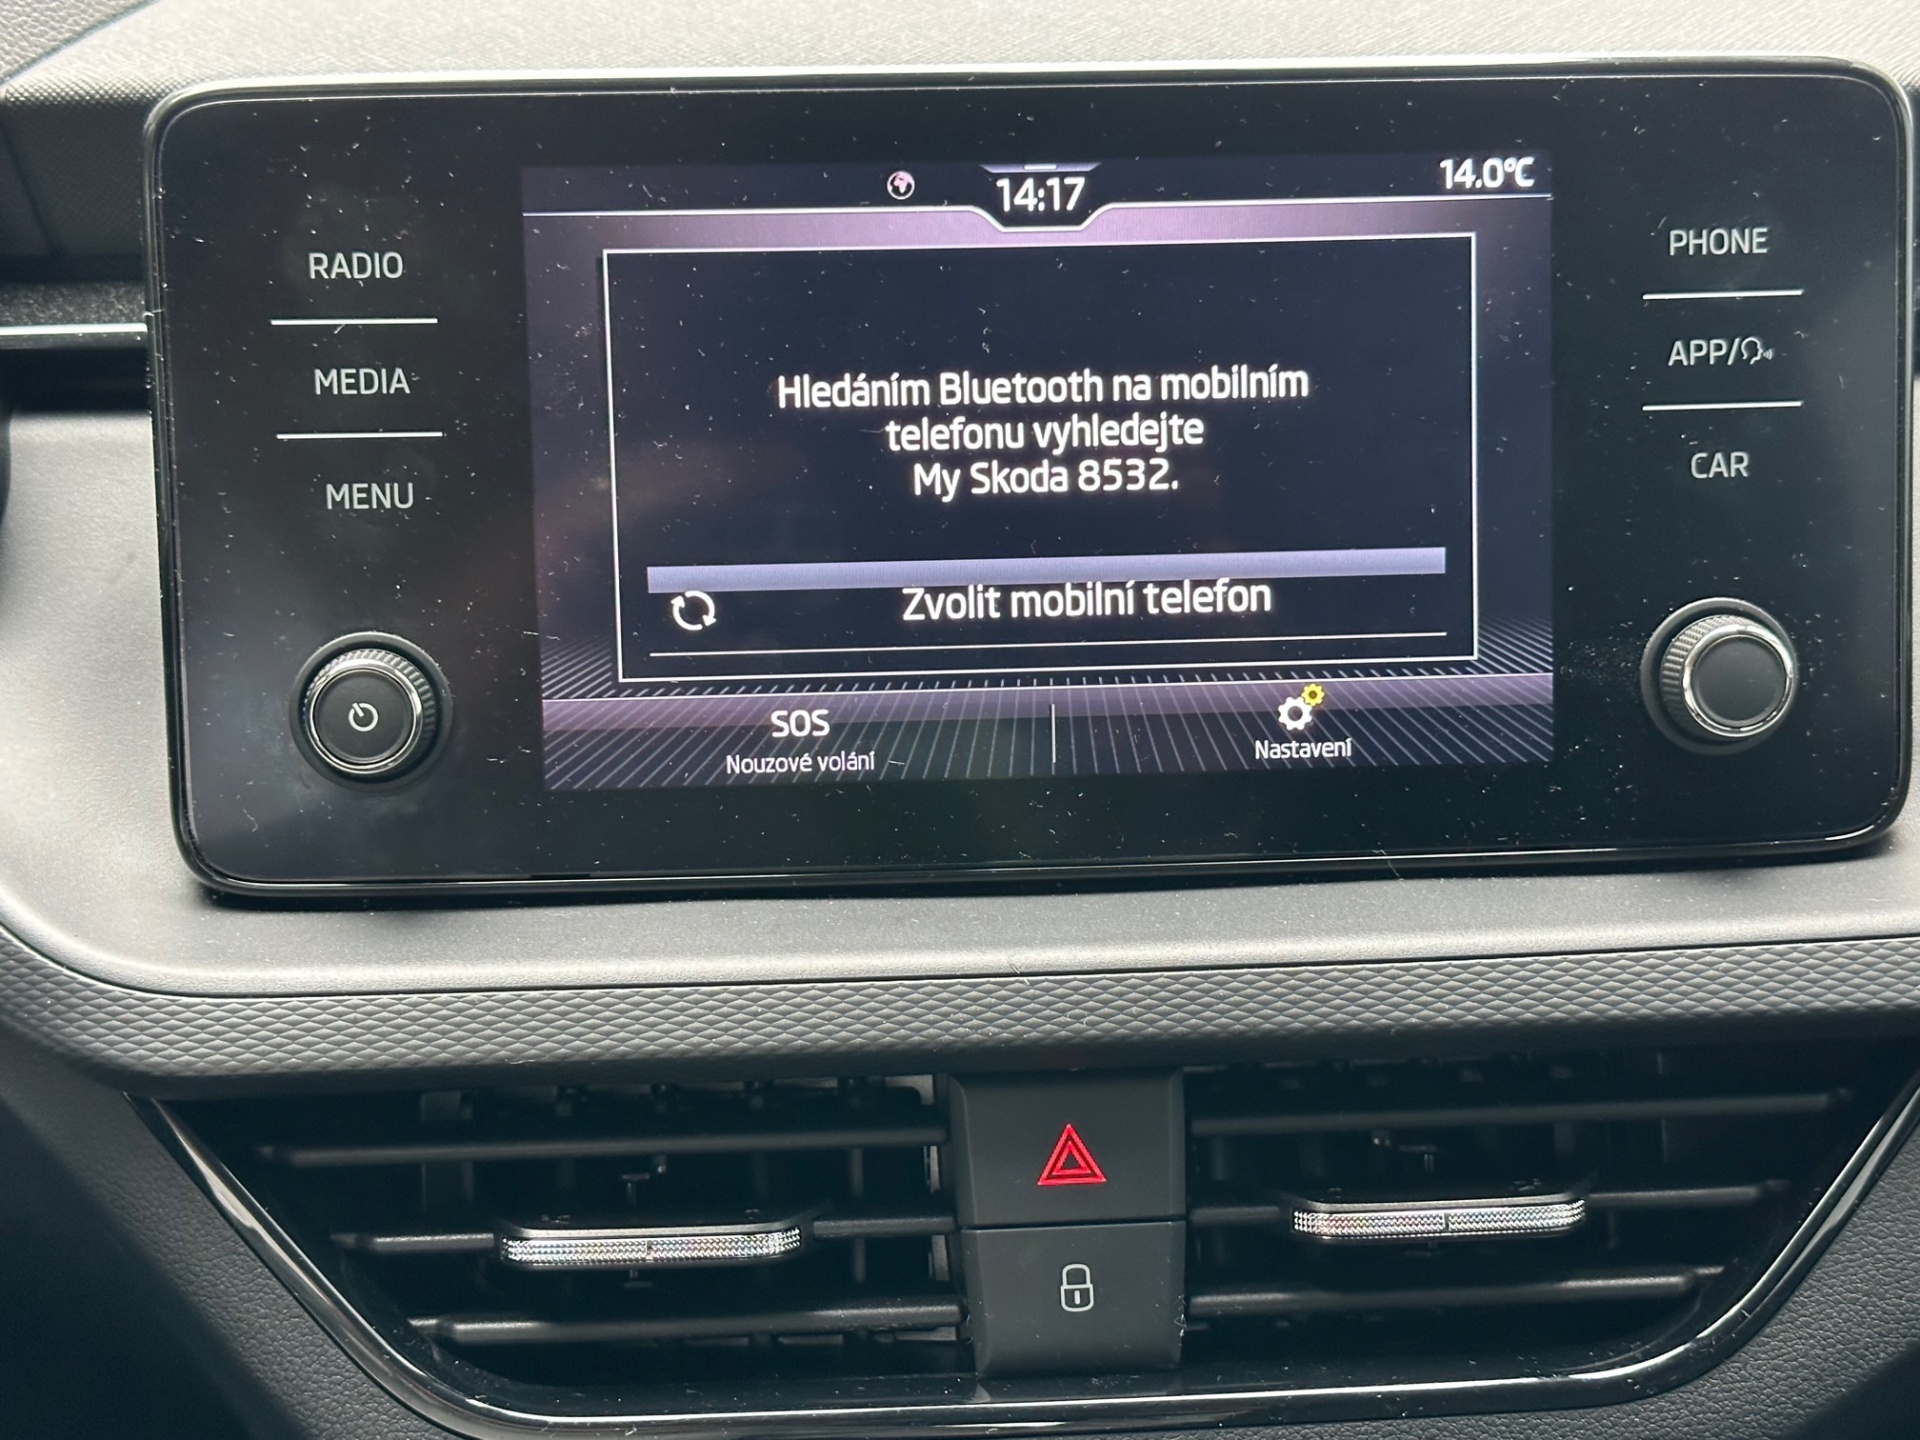 14:17
14.0°C
RADIO
MEDIA
MENU
Hledáním Bluetooth na mobilním
telefonu vyhledejte
My Skoda 8532.
Zvolit mobilní telefon
SOS
Nouzové volání
Nastavení
PHONE
APP/
CAR